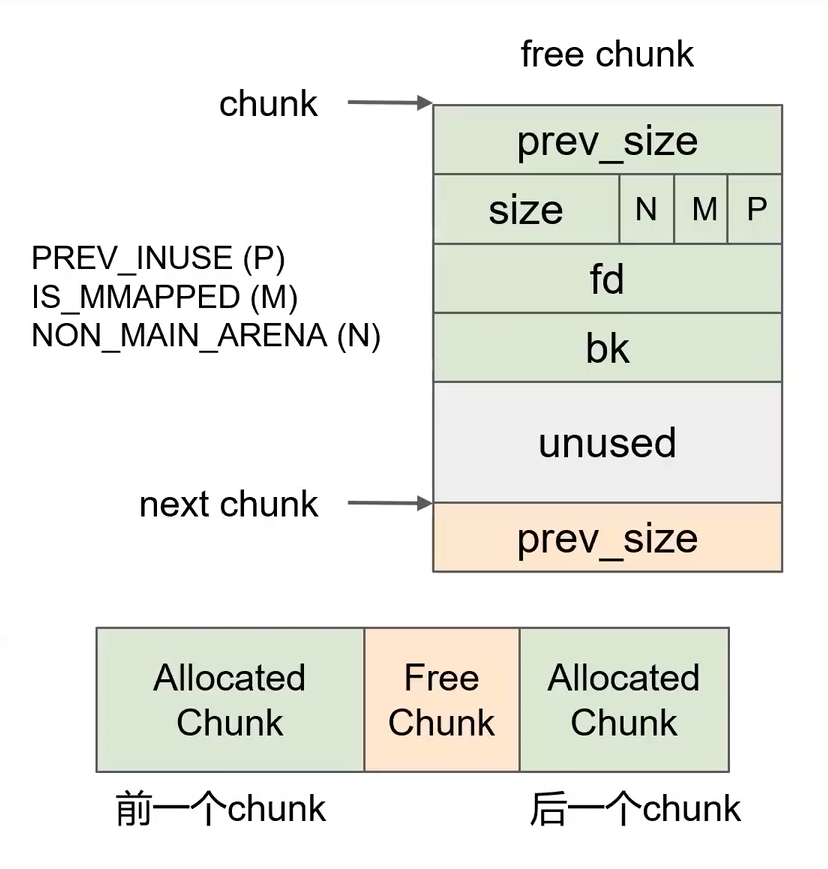 free chunk
chunk
prev_size
size N M P
PREV_INUSE (P)
IS_MMAPPED (M)
NON_MAIN_ARENA (N)
fd
bk
unused
next chunk
prev_size
Allocated
Chunk
Free
Chunk
Allocated
Chunk
前一个chunk
后一个chunk